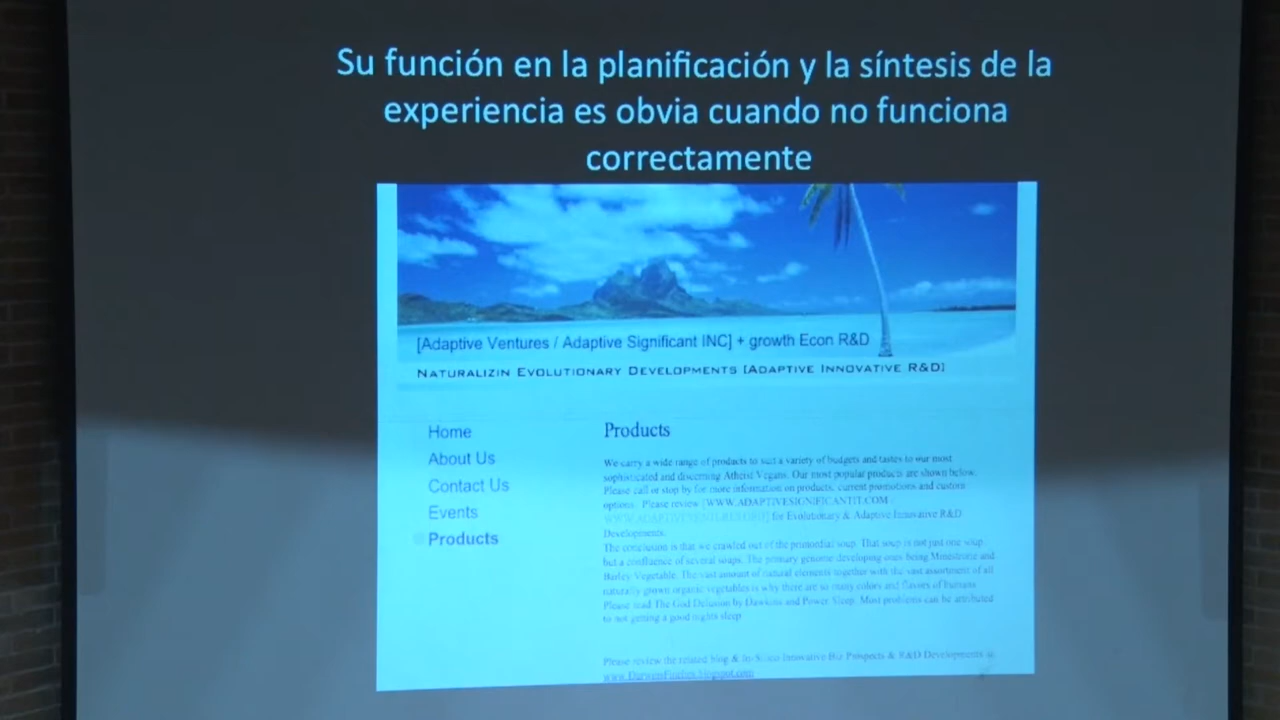 Su función en la planificación y la síntesis de la
experiencia es obvia cuando no funciona
correctamente
[Adaptive Ventures / Adaptive Significant INC] + growth Econ R&D
NATURALIZIN EVOLUTIONARY DEVELOPMENTS [ADAPTIVE INNOVATIVE R&D]
Home
About Us
Contact Us
Events
Products
Products
We carry a wide range of products to suit a variety of budgets and tastes to our most
sophisticated and discerning Atheist Vegans. Our most popular products are shown below.
Please call or stop by for more information on products, current promotions and custom
options. Please review [WWW.ADAPTIVESIGNIFICANTIT.COM
for Evolutionary & Adaptive Innovative R&D
Developments.
The conclusion is that we crawled out of the primordial soup. That soup is not just one soup,
but a confluence of several soups. The primary genome developing ones being Minestrone and
Barley Vegetable. The vast amount of natural elements together with the vast assortment of all
naturally grown organic vegetables is why there are so many colors and flavors of humans.
Please read The God Delusion by Dawkins and Power Sleep. Most problems can be attributed
to not getting a good nights sleep
Please review the related blog & In-Silico Innovative Biz Prospects & R&D Developments @